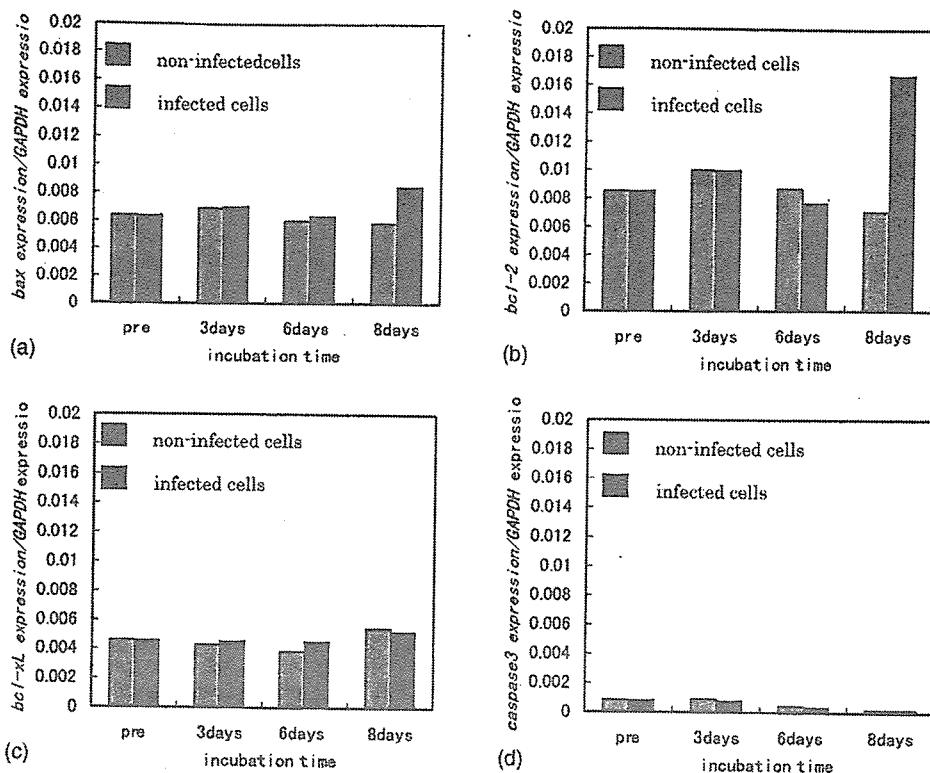 bax expression/GAPDH expressio
0.02
0.018
0.016
0.014
0.012
0.01
0.008
0.006
0.004
0.002
0
non-infectedcells
infected cells
pre 3days 6days 8days
incubation time
(a)
bcl-2 expression/GAPDH expressio
0.02
0.018
0.016
0.014
0.012
0.01
0.008
0.006
0.004
0.002
0
non-infected cells
infected cells
pre 3days 6days 8days
incubation time
(b)
bcl-xL expression/GAPDH expressio
0.02
0.018
0.016
0.014
0.012
0.01
0.008
0.006
0.004
0.002
0
non-infected cells
infected cells
pre 3days 6days 8days
incubation time
(c)
caspase3 expression/GAPDH expressio
0.02
0.018
0.016
0.014
0.012
0.01
0.008
0.006
0.004
0.002
0
non-infected cells
infected cells
pre 3days 6days 8days
incubation time
(d)